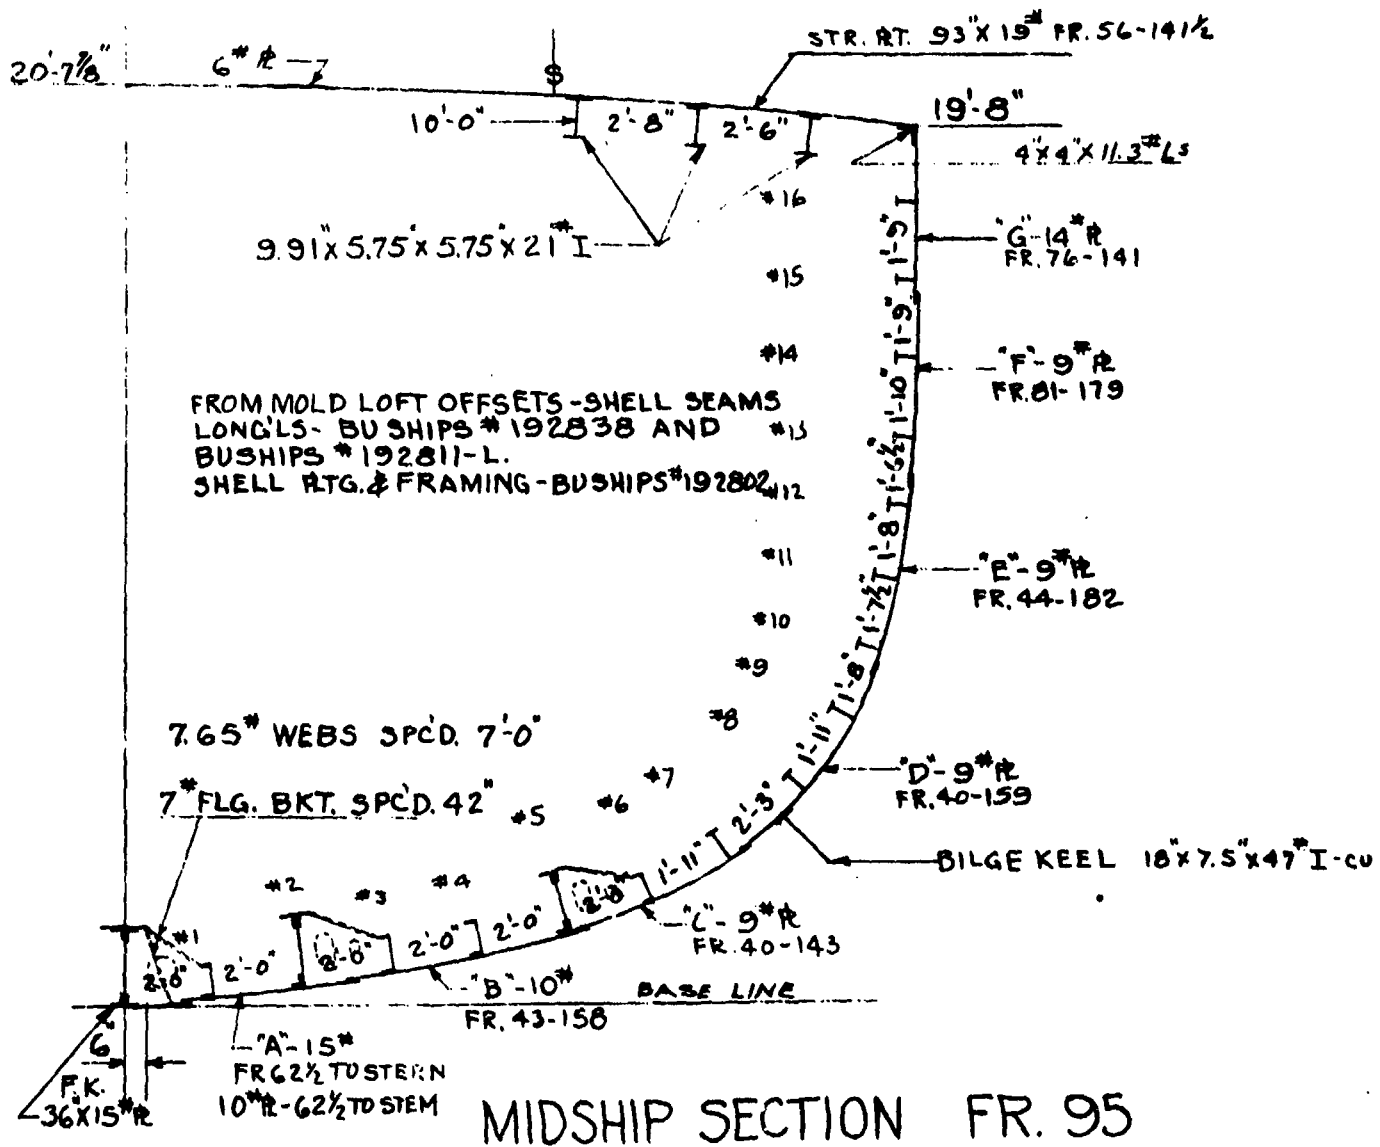 STR. PLT. 93" X 19# FR. 56-141½
20'-7⅞"
6# PL
10'-0"
2'-8"
2'-6"
19'-8"
4"X4"X11.3# Ls
9.91" X 5.75" X 5.75" X 21# I
#16
1'-9"
"G"-14# PL
FR. 76-141
#15
1'-9"
#14
1'-10"
"F"-9# PL
FR. 81-179
FROM MOLD LOFT OFFSETS-SHELL SEAMS
LONG'LS- BUSHIPS # 192838 AND
BUSHIPS # 192811-L.
SHELL PLTG. & FRAMING-BUSHIPS #192802
#13
1'-6½"
#12
1'-8"
#11
1'-7½"
"E"-9# PL
FR. 44-182
#10
1'-8"
#9
#8
1'-11"
7.65# WEBS SPC'D. 7'-0"
7# FLG. BKT. SPC'D. 42"
#7
#6
#5
2'-3"
"D"-9# PL
FR. 40-159
BILGE KEEL 18" X 7.5" X 47# I-CU
1'-11"
#4
#3
#2
#1
2'-0"
2'-0"
2'-0"
2'-0"
"C"-9# PL
FR. 40-143
"B"-10#
FR. 43-158
BASE LINE
6"
"A"-15#
FR 62½ TO STERN
10# PL-62½ TO STEM
F.K.
36X15# PL
MIDSHIP SECTION FR. 95